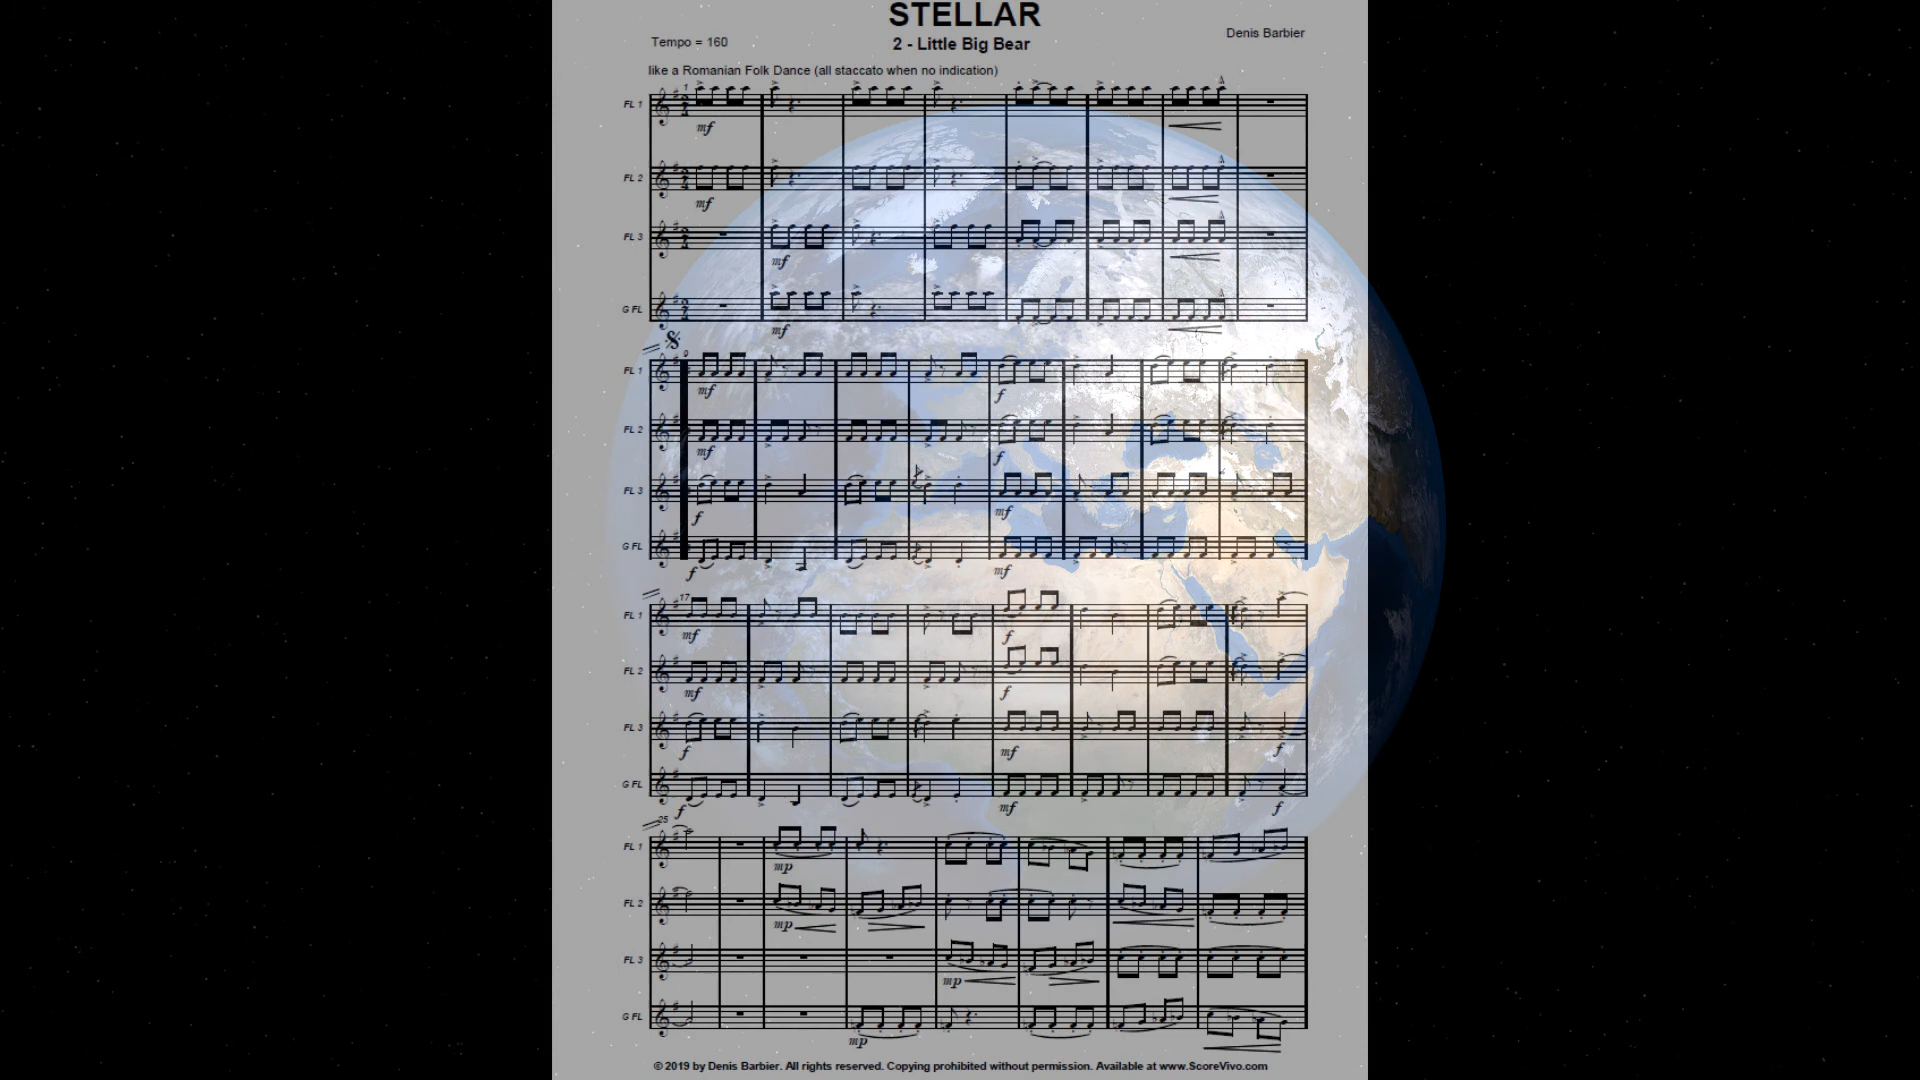 STELLAR
Denis Barbier
Tempo = 160
2 - Little Big Bear
like a Romanian Folk Dance (all staccato when no indication)
1
FL 1
mf
FL 2
mf
FL 3
mf
G FL
mf
9
FL 1
mf f
FL 2
mf f
FL 3
f mf
G FL
f mf
17
FL 1
mf f
FL 2
mf f
FL 3
f mf f
G FL
f mf f
25
FL 1
mp
FL 2
mp
FL 3
mp
G FL
mp
© 2019 by Denis Barbier. All rights reserved. Copying prohibited without permission. Available at www.ScoreVivo.com